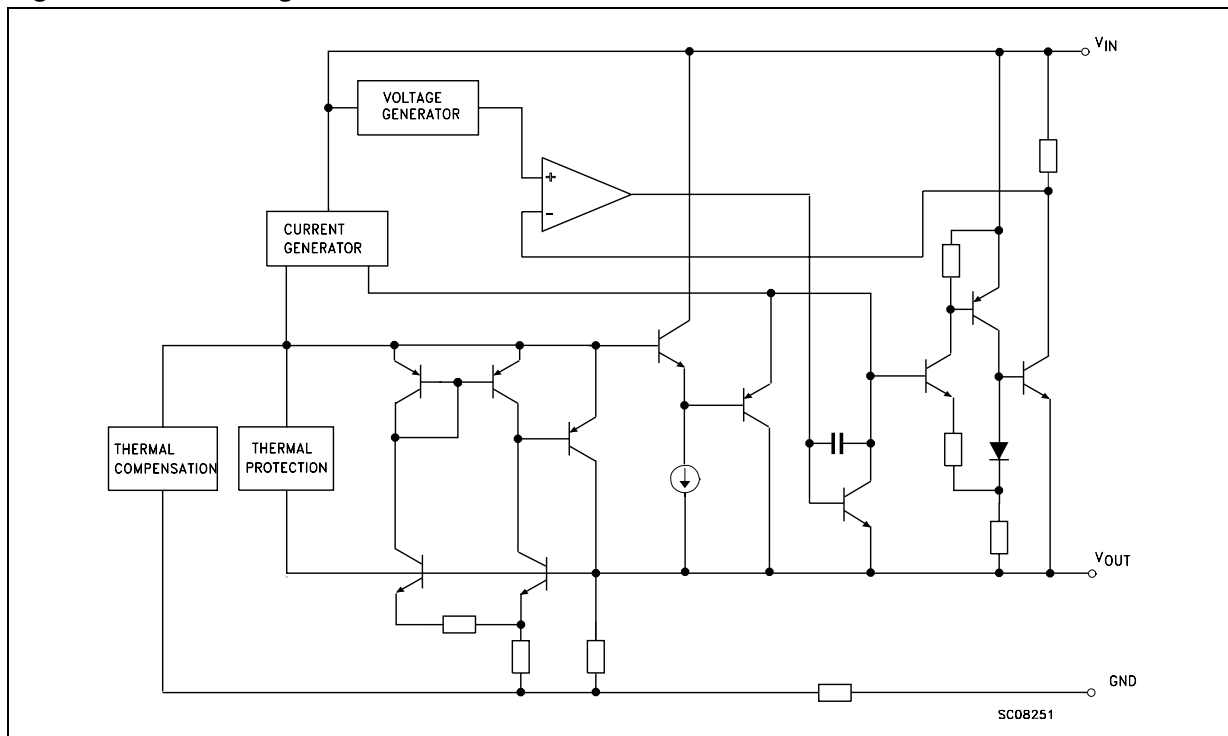 VIN
VOLTAGE
GENERATOR
+
-
CURRENT
GENERATOR
THERMAL
COMPENSATION
THERMAL
PROTECTION
VOUT
GND
SC08251